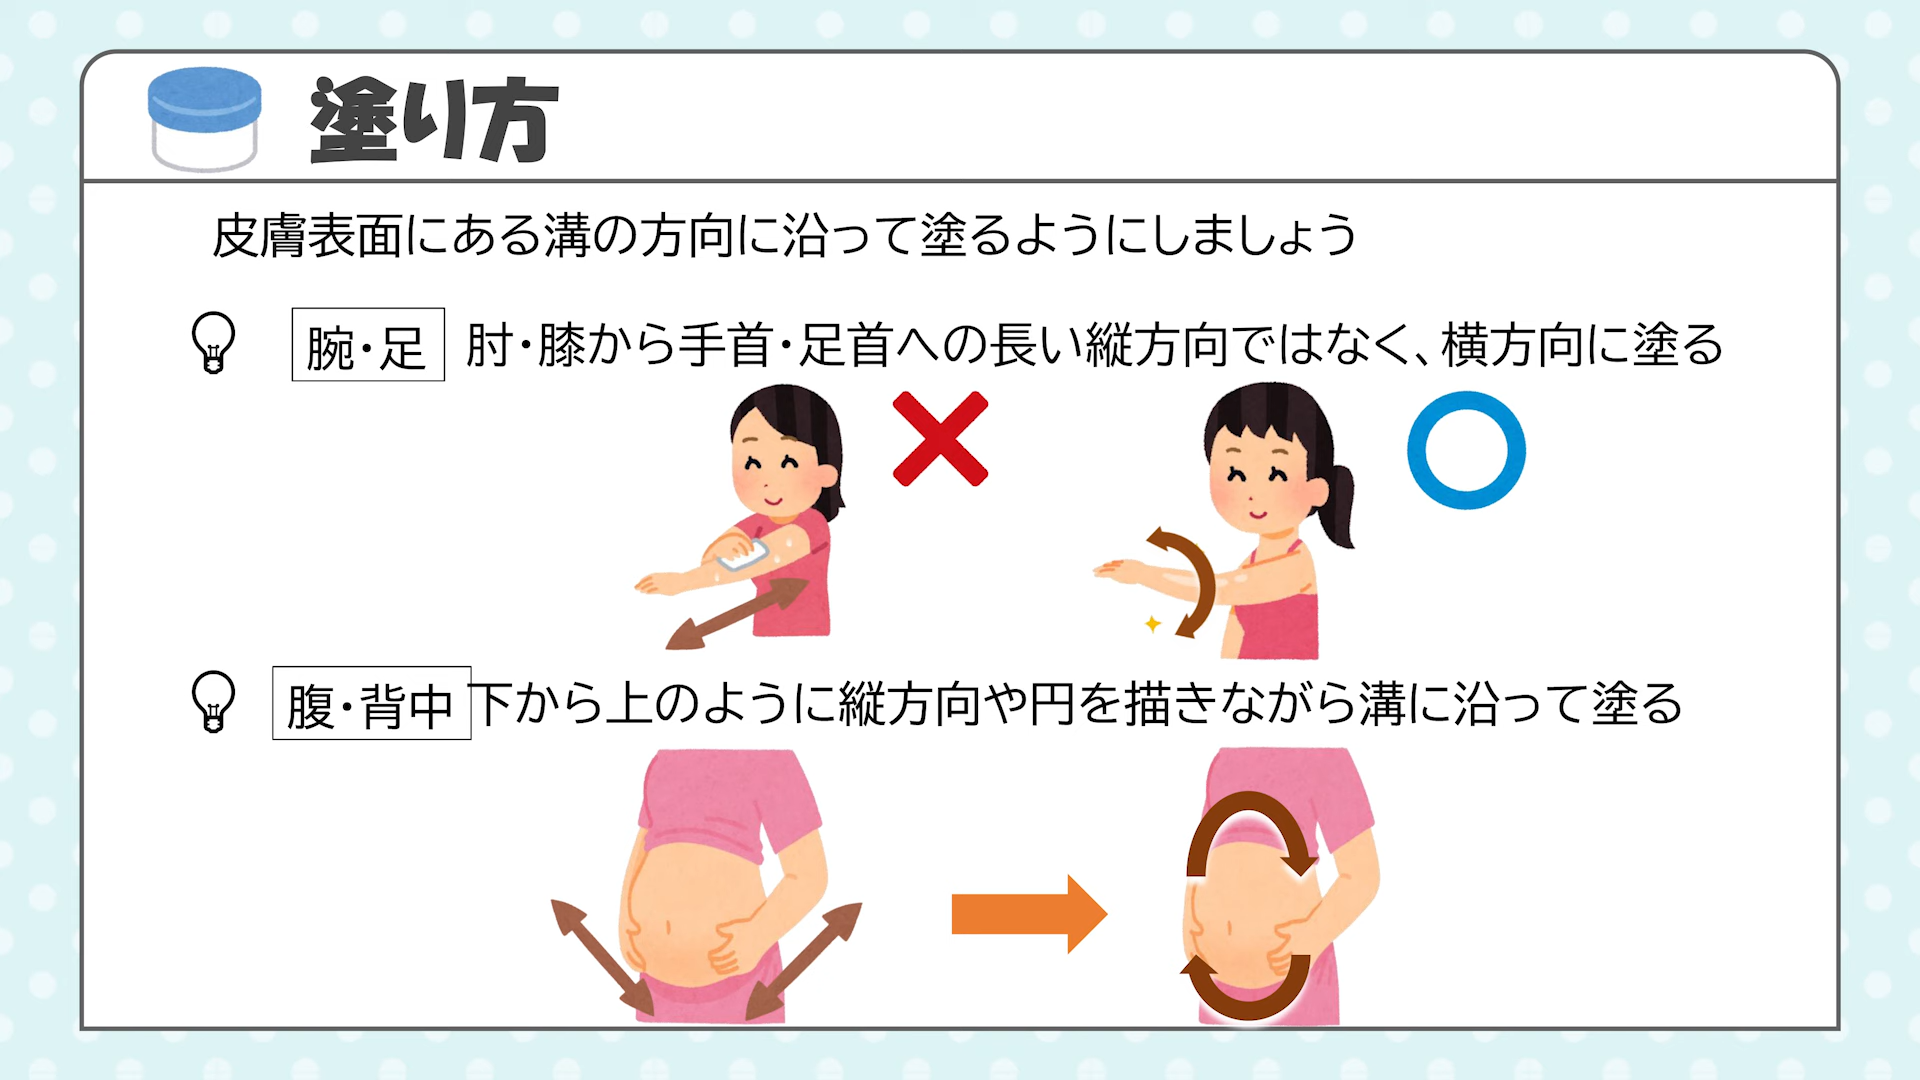 塗り方
皮膚表面にある溝の方向に沿って塗るようにしましょう
腕・足 肘・膝から手首・足首への長い縦方向ではなく、横方向に塗る
腹・背中 下から上のように縦方向や円を描きながら溝に沿って塗る